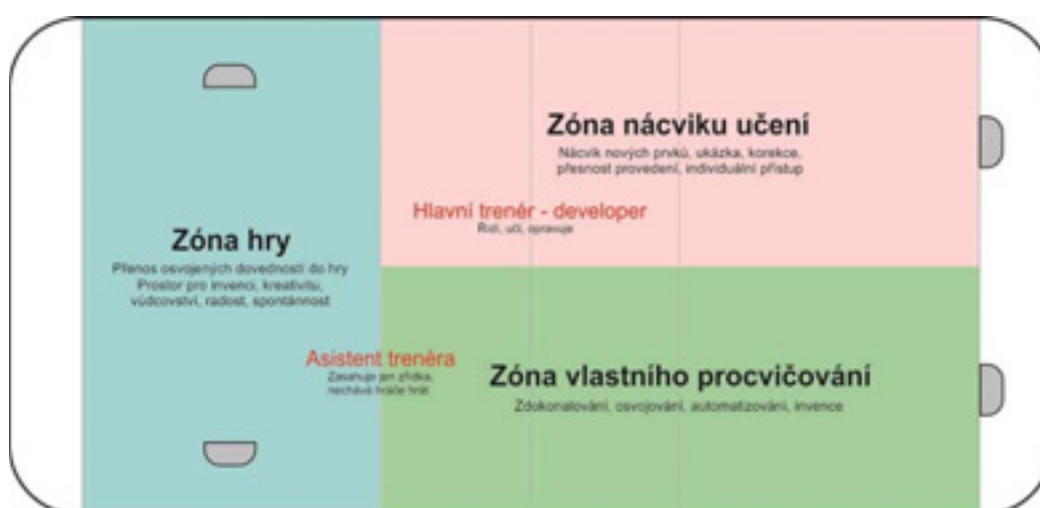 Zóna nácviku učení
Nácvik nových prvků, ukázka, korekce,
přesnost provedení, individuální přístup
Hlavní trenér - developer
Řídí, učí, opravuje
Zóna hry
Přenos osvojených dovedností do hry
Prostor pro invenci, kreativitu,
vůdcovství, radost, spontánnost
Asistent trenéra
Zasahuje jen zřídka,
nechává hráče hrát
Zóna vlastního procvičování
Zdokonalování, osvojování, automatizování, invence